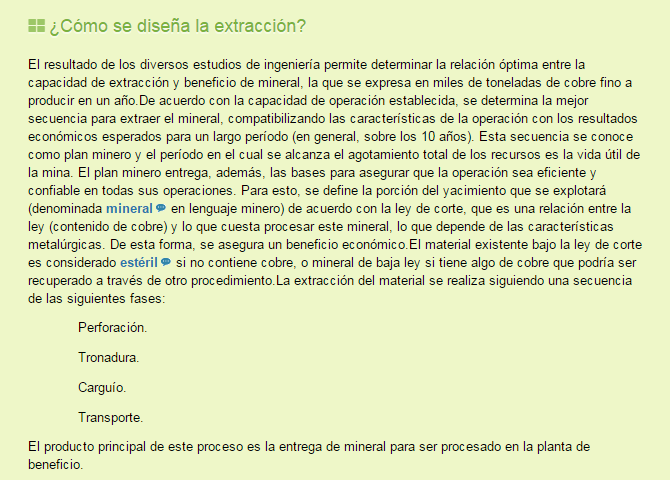 ¿Cómo se diseña la extracción?
El resultado de los diversos estudios de ingeniería permite determinar la relación óptima entre la
capacidad de extracción y beneficio de mineral, la que se expresa en miles de toneladas de cobre fino a
producir en un año.De acuerdo con la capacidad de operación establecida, se determina la mejor
secuencia para extraer el mineral, compatibilizando las características de la operación con los resultados
económicos esperados para un largo período (en general, sobre los 10 años). Esta secuencia se conoce
como plan minero y el período en el cual se alcanza el agotamiento total de los recursos es la vida útil de
la mina. El plan minero entrega, además, las bases para asegurar que la operación sea eficiente y
confiable en todas sus operaciones. Para esto, se define la porción del yacimiento que se explotará
(denominada mineral en lenguaje minero) de acuerdo con la ley de corte, que es una relación entre la
ley (contenido de cobre) y lo que cuesta procesar este mineral, lo que depende de las características
metalúrgicas. De esta forma, se asegura un beneficio económico.El material existente bajo la ley de corte
es considerado estéril si no contiene cobre, o mineral de baja ley si tiene algo de cobre que podría ser
recuperado a través de otro procedimiento.La extracción del material se realiza siguiendo una secuencia
de las siguientes fases:
Perforación.
Tronadura.
Carguío.
Transporte.
El producto principal de este proceso es la entrega de mineral para ser procesado en la planta de
beneficio.